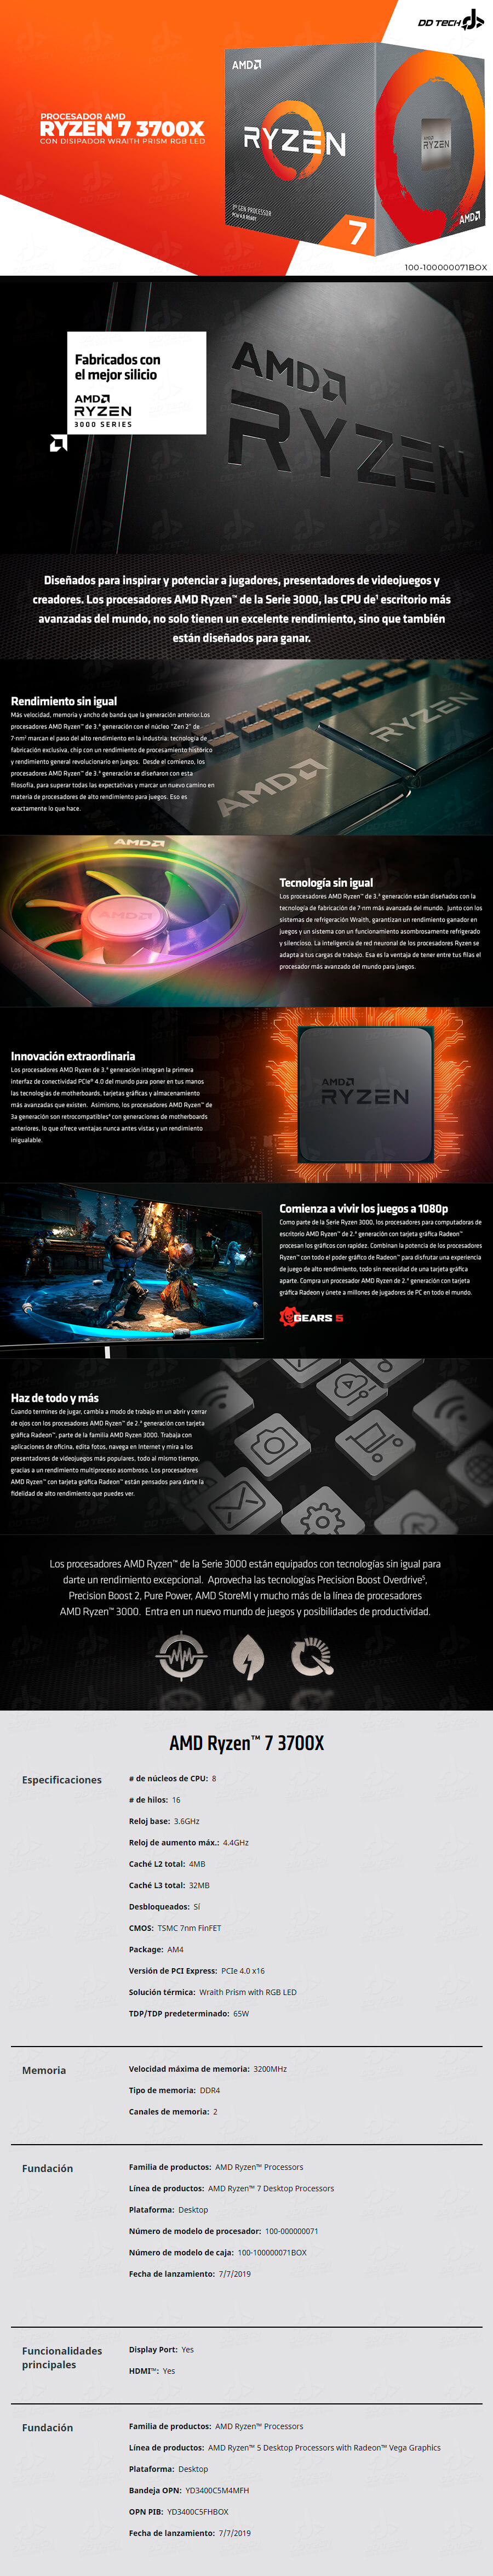 DD TECH
PROCESADOR AMD
RYZEN 7 3700X
CON DISIPADOR WRAITH PRISM RGB LED
AMD
RYZEN
3rd GEN PROCESSOR
PCIe 4.0 READY
7
AMD
RYZEN
AMD
100-100000071BOX
Fabricados con
el mejor silicio
AMD
RYZEN
3000 SERIES
AMD
RYZEN
Diseñados para inspirar y potenciar a jugadores, presentadores de videojuegos y
creadores. Los procesadores AMD Ryzen™ de la Serie 3000, las CPU de¹ escritorio más
avanzadas del mundo, no solo tienen un excelente rendimiento, sino que también
están diseñados para ganar.
Rendimiento sin igual
Más velocidad, memoria y ancho de banda que la generación anterior.Los
procesadores AMD Ryzen™ de 3.ª generación con el núcleo "Zen 2" de
7 nm² marcan el paso del alto rendimiento en la industria: tecnología de
fabricación exclusiva, chip con un rendimiento de procesamiento histórico
y rendimiento general revolucionario en juegos. Desde el comienzo, los
procesadores AMD Ryzen™ de 3.ª generación se diseñaron con esta
filosofía, para superar todas las expectativas y marcar un nuevo camino en
materia de procesadores de alto rendimiento para juegos. Eso es
exactamente lo que hace.
AMD
RYZEN
AMD
AMD
Tecnología sin igual
Los procesadores AMD Ryzen™ de 3.ª generación están diseñados con la
tecnología de fabricación de 7 nm más avanzada del mundo. Junto con los
sistemas de refrigeración Wraith, garantizan un rendimiento ganador en
juegos y un sistema con un funcionamiento asombrosamente refrigerado
y silencioso. La inteligencia de red neuronal de los procesadores Ryzen se
adapta a tus cargas de trabajo. Esa es la ventaja de tener entre tus filas el
procesador más avanzado del mundo para juegos.
Innovación extraordinaria
Los procesadores AMD Ryzen de 3.ª generación integran la primera
interfaz de conectividad PCIe® 4.0 del mundo para poner en tus manos
las tecnologías de motherboards, tarjetas gráficas y almacenamiento
más avanzadas que existen. Asimismo, los procesadores AMD Ryzen™ de
3a generación son retrocompatibles⁴ con generaciones de motherboards
anteriores, lo que ofrece ventajas nunca antes vistas y un rendimiento
inigualable.
AMD
RYZEN
Comienza a vivir los juegos a 1080p
Como parte de la Serie Ryzen 3000, los procesadores para computadoras de
escritorio AMD Ryzen™ de 2.ª generación con tarjeta gráfica Radeon™
procesan los gráficos con rapidez. Combinan la potencia de los procesadores
Ryzen™ con todo el poder gráfico de Radeon™ para disfrutar una experiencia
de juego de alto rendimiento, todo sin necesidad de una tarjeta gráfica
aparte. Compra un procesador AMD Ryzen de 2.ª generación con tarjeta
gráfica Radeon y únete a millones de jugadores de PC en todo el mundo.
GEARS 5
Haz de todo y más
Cuando termines de jugar, cambia a modo de trabajo en un abrir y cerrar
de ojos con los procesadores AMD Ryzen™ de 2.ª generación con tarjeta
gráfica Radeon™, parte de la familia AMD Ryzen 3000. Trabaja con
aplicaciones de oficina, edita fotos, navega en Internet y mira a los
presentadores de videojuegos más populares, todo al mismo tiempo,
gracias a un rendimiento multiproceso asombroso. Los procesadores
AMD Ryzen™ con tarjeta gráfica Radeon™ están pensados para darte la
fidelidad de alto rendimiento que puedes ver.
Los procesadores AMD Ryzen™ de la Serie 3000 están equipados con tecnologías sin igual para
darte un rendimiento excepcional. Aprovecha las tecnologías Precision Boost Overdrive⁵,
Precision Boost 2, Pure Power, AMD StoreMI y mucho más de la línea de procesadores
AMD Ryzen™ 3000. Entra en un nuevo mundo de juegos y posibilidades de productividad.
AMD Ryzen™ 7 3700X
Especificaciones
# de núcleos de CPU: 8
# de hilos: 16
Reloj base: 3.6GHz
Reloj de aumento máx.: 4.4GHz
Caché L2 total: 4MB
Caché L3 total: 32MB
Desbloqueados: Sí
CMOS: TSMC 7nm FinFET
Package: AM4
Versión de PCI Express: PCIe 4.0 x16
Solución térmica: Wraith Prism with RGB LED
TDP/TDP predeterminado: 65W
Memoria
Velocidad máxima de memoria: 3200MHz
Tipo de memoria: DDR4
Canales de memoria: 2
Fundación
Familia de productos: AMD Ryzen™ Processors
Línea de productos: AMD Ryzen™ 7 Desktop Processors
Plataforma: Desktop
Número de modelo de procesador: 100-000000071
Número de modelo de caja: 100-100000071BOX
Fecha de lanzamiento: 7/7/2019
Funcionalidades
principales
Display Port: Yes
HDMI™: Yes
Fundación
Familia de productos: AMD Ryzen™ Processors
Línea de productos: AMD Ryzen™ 5 Desktop Processors with Radeon™ Vega Graphics
Plataforma: Desktop
Bandeja OPN: YD3400C5M4MFH
OPN PIB: YD3400C5FHBOX
Fecha de lanzamiento: 7/7/2019